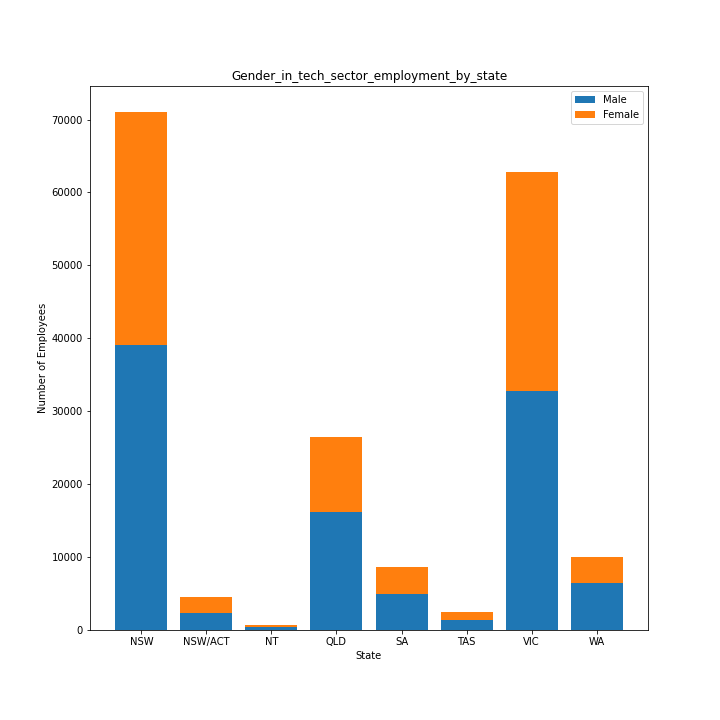 Gender_in_tech_sector_employment_by_state
Male
Female
70000
60000
50000
40000
30000
20000
10000
0
Number of Employees
NSW NSW/ACT NT QLD SA TAS VIC WA
State